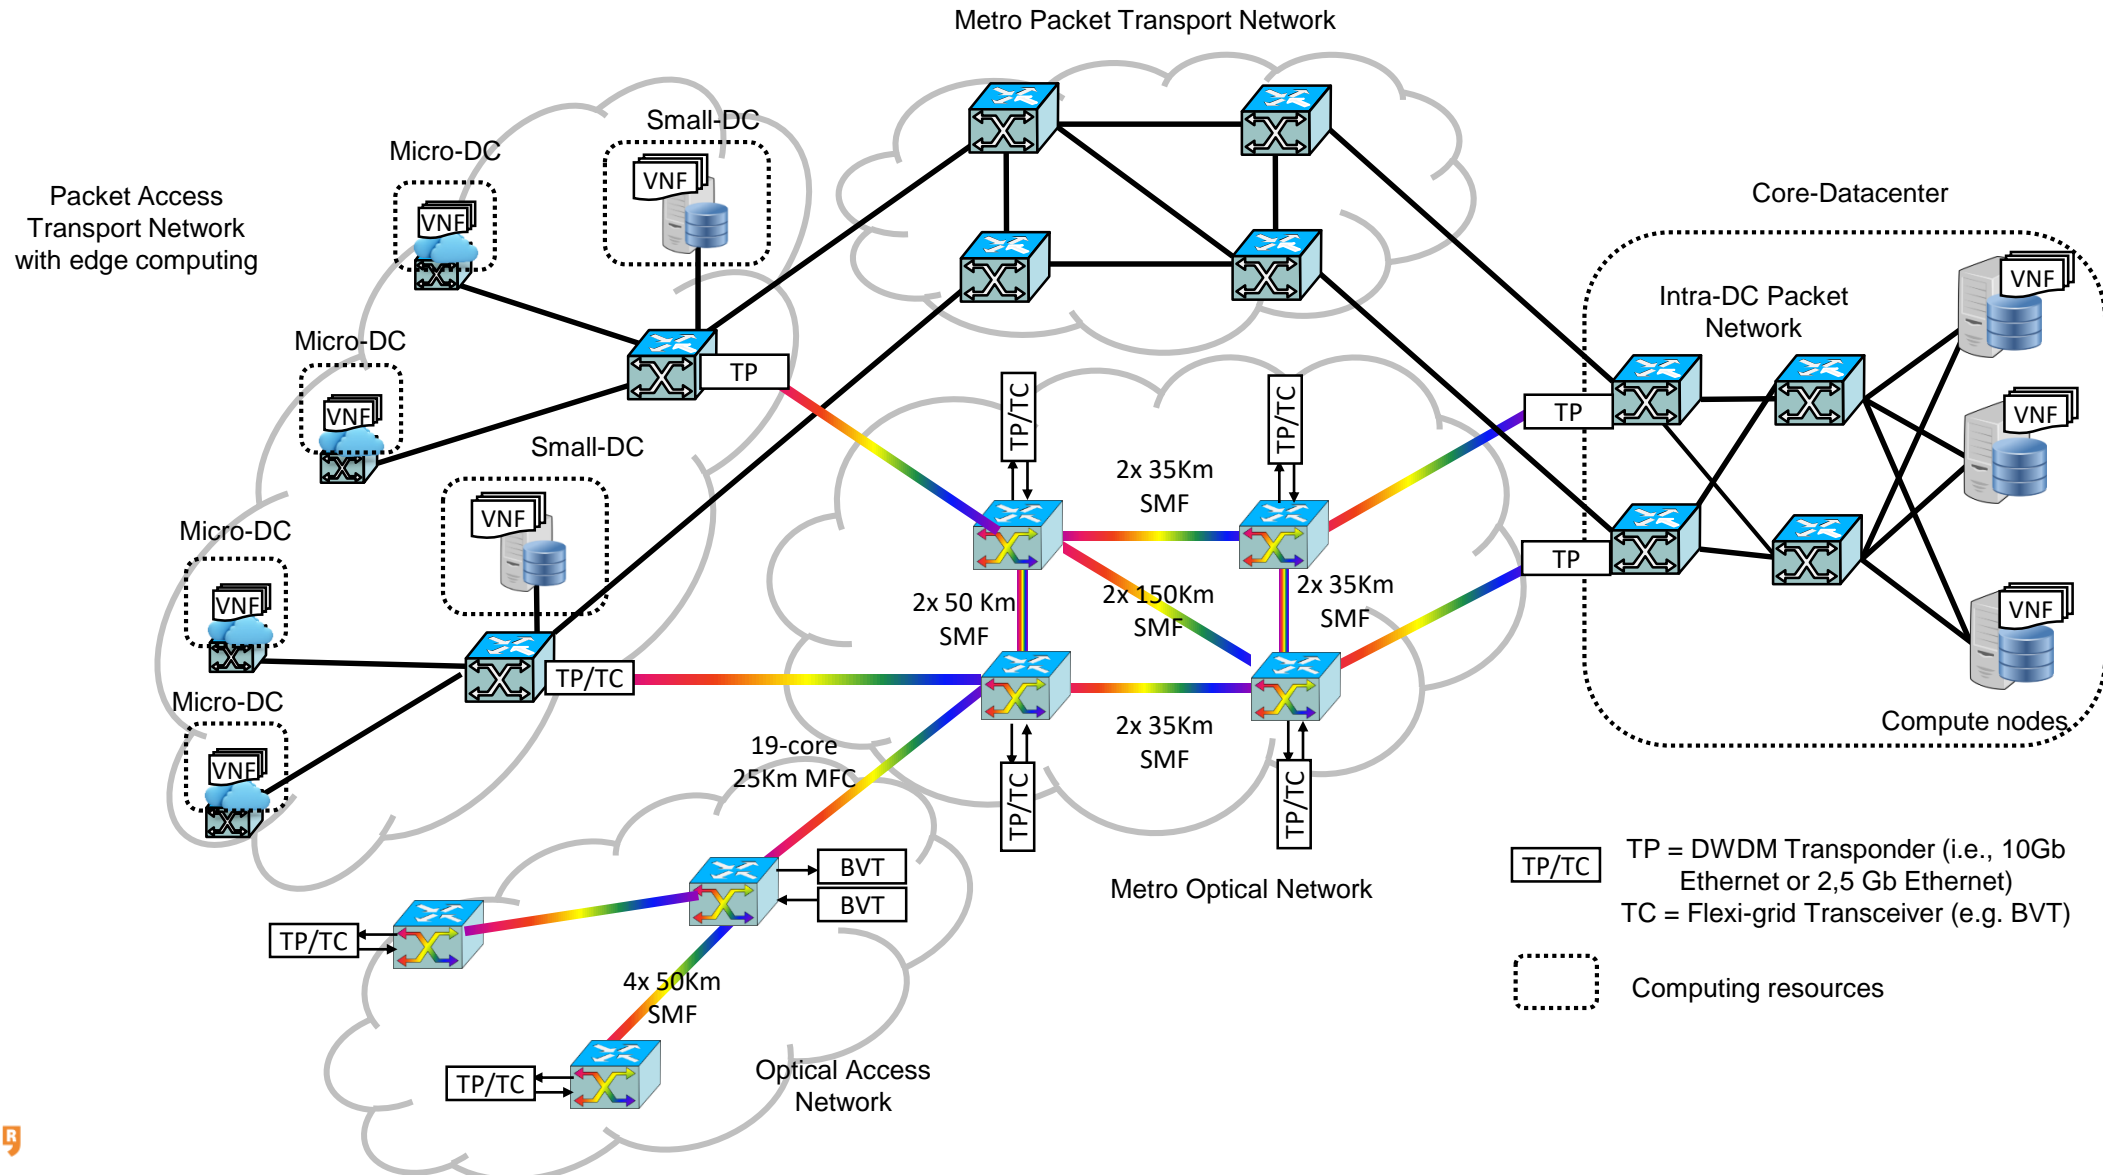 Metro Packet Transport Network
Small-DC
VNF
Micro-DC
VNF
Packet Access
Transport Network
with edge computing
Core-Datacenter
VNF
Intra-DC Packet
Network
Micro-DC
VNF
TP
TP/TC
TP/TC
TP
VNF
Small-DC
VNF
2x 35Km
SMF
Micro-DC
VNF
TP
2x 50 Km
SMF
2x 150Km
SMF
2x 35Km
SMF
VNF
TP/TC
Micro-DC
VNF
2x 35Km
SMF
Compute nodes
19-core
25Km MFC
TP/TC
TP/TC
BVT
BVT
Metro Optical Network
TP/TC
TP = DWDM Transponder (i.e., 10Gb
Ethernet or 2,5 Gb Ethernet)
TC = Flexi-grid Transceiver (e.g. BVT)
TP/TC
4x 50Km
SMF
Computing resources
TP/TC
Optical Access
Network
R